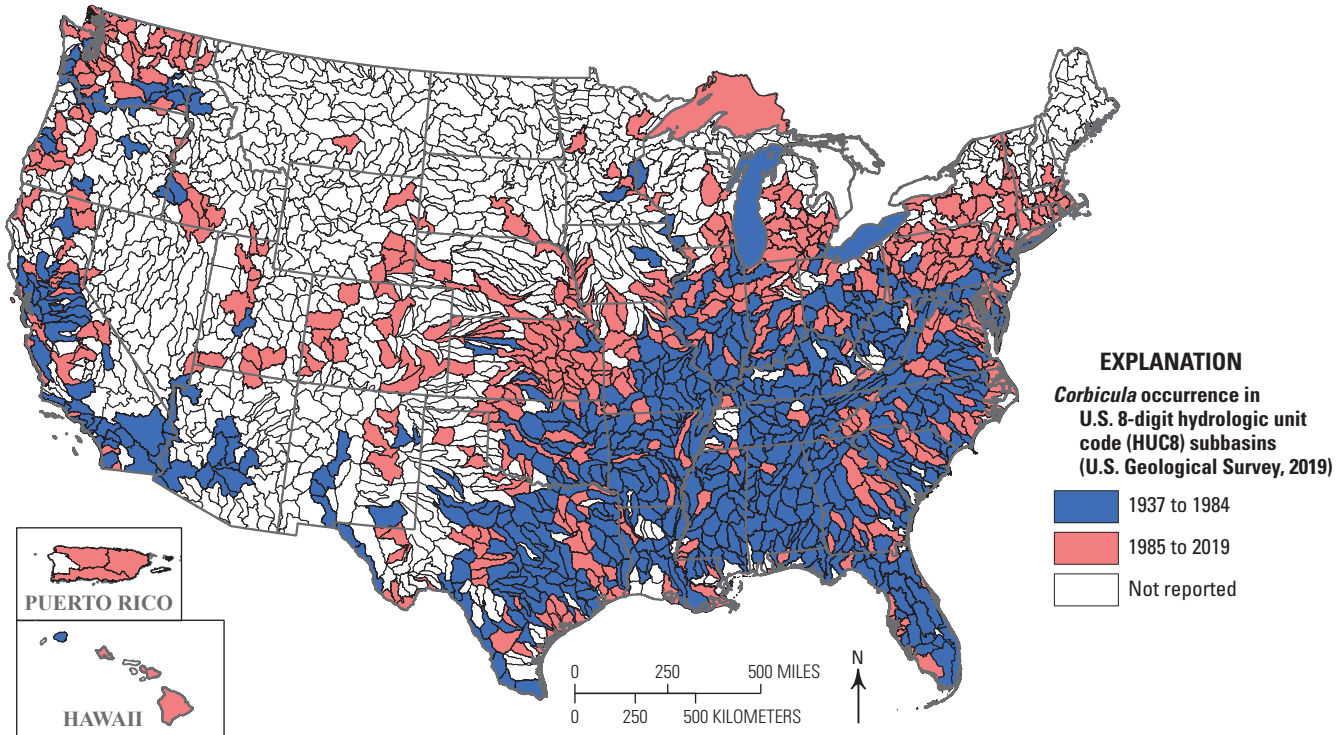 EXPLANATION
Corbicula occurrence in
U.S. 8-digit hydrologic unit
code (HUC8) subbasins
(U.S. Geological Survey, 2019)
1937 to 1984
1985 to 2019
Not reported
PUERTO RICO
HAWAII
0 250 500 MILES
0 250 500 KILOMETERS
N